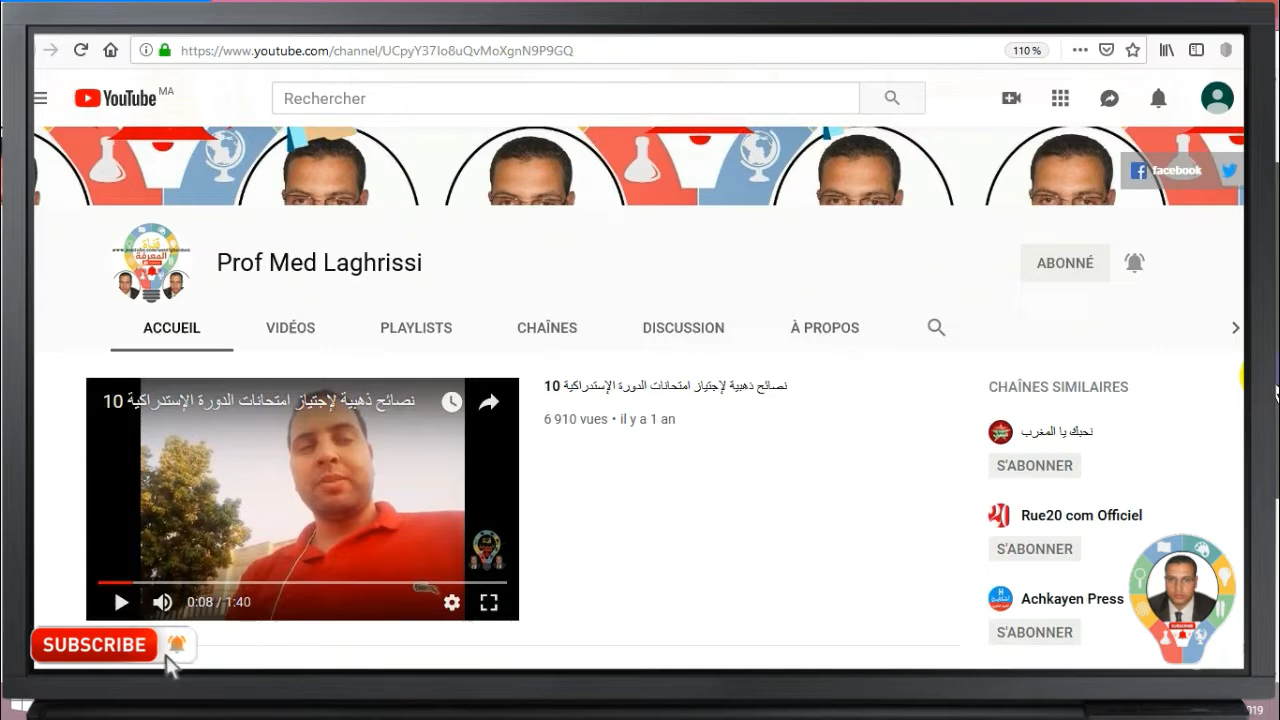 https://www.youtube.com/channel/UCpyY37Io8uQvMoXgnN9P9GQ
110 %
YouTube MA
Rechercher
facebook
قناة
المعرفة
Prof Med Laghrissi
ABONNÉ
ACCUEIL
VIDÉOS
PLAYLISTS
CHAÎNES
DISCUSSION
À PROPOS
10 نصائح ذهبية لإجتياز امتحانات الدورة الإستدراكية
10 نصائح ذهبية لإجتياز امتحانات الدورة الإستدراكية
6 910 vues • il y a 1 an
0:08 / 1:40
CHAÎNES SIMILAIRES
نحبك يا المغرب
S'ABONNER
Rue20 com Officiel
S'ABONNER
Achkayen Press
S'ABONNER
SUBSCRIBE
SUBSCRIBE